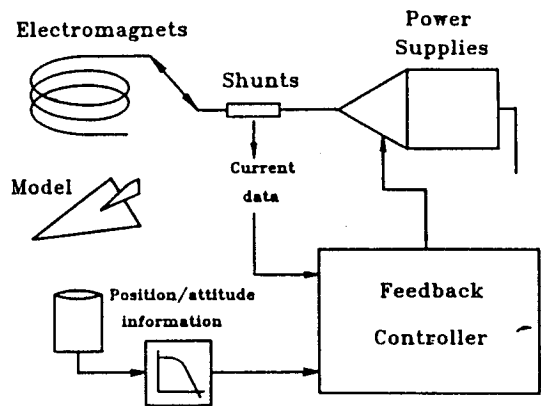 Electromagnets
Power
Supplies
Shunts
Current
data
Model
Position/attitude
information
Feedback
Controller